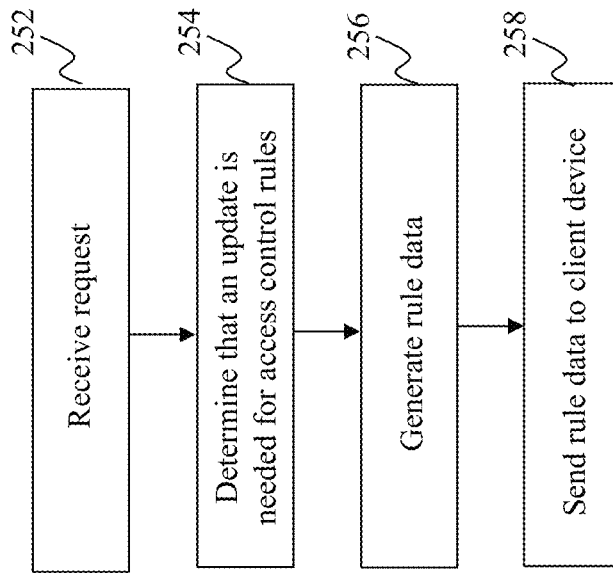 252
Receive request
254
Determine that an update is
needed for access control rules
256
Generate rule data
258
Send rule data to client device